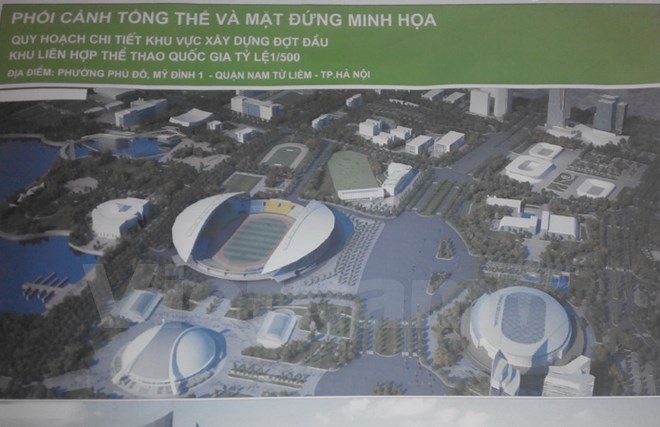 PHỐI CẢNH TỔNG THỂ VÀ MẶT ĐỨNG MINH HỌA
QUY HOẠCH CHI TIẾT KHU VỰC XÂY DỰNG ĐỢT ĐẦU
KHU LIÊN HỢP THỂ THAO QUỐC GIA TỶ LỆ1/500
ĐỊA ĐIỂM: PHƯỜNG PHÚ ĐÔ, MỸ ĐÌNH 1 - QUẬN NAM TỪ LIÊM - TP.HÀ NỘI